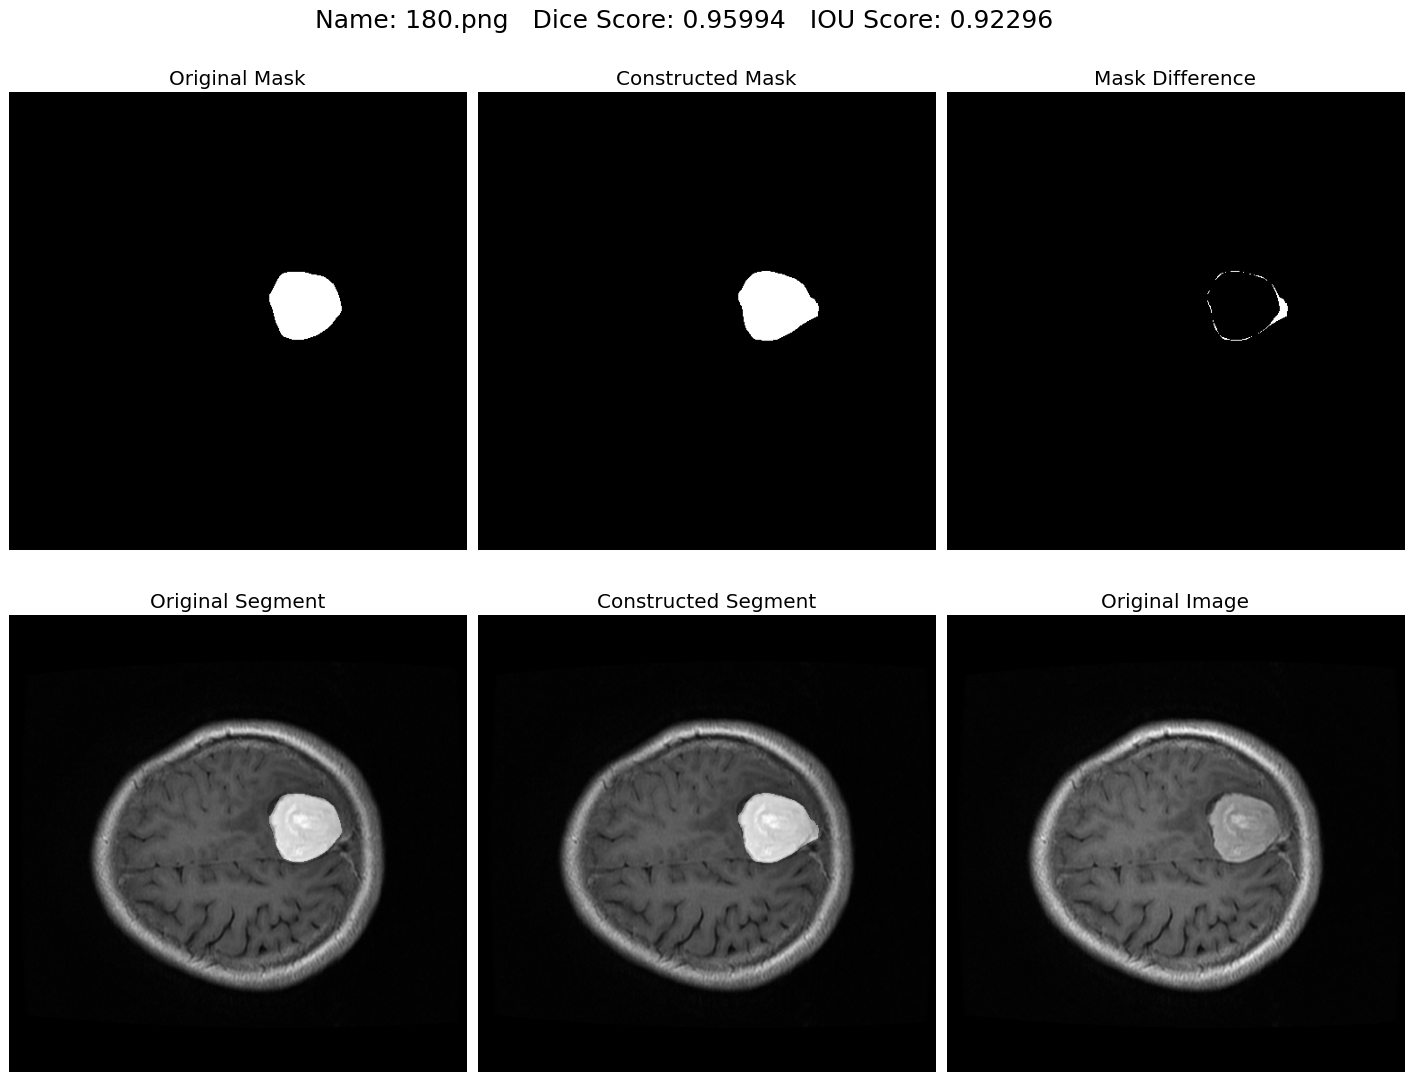 Name: 180.png   Dice Score: 0.95994   IOU Score: 0.92296
Original Mask
Constructed Mask
Mask Difference
Original Segment
Constructed Segment
Original Image